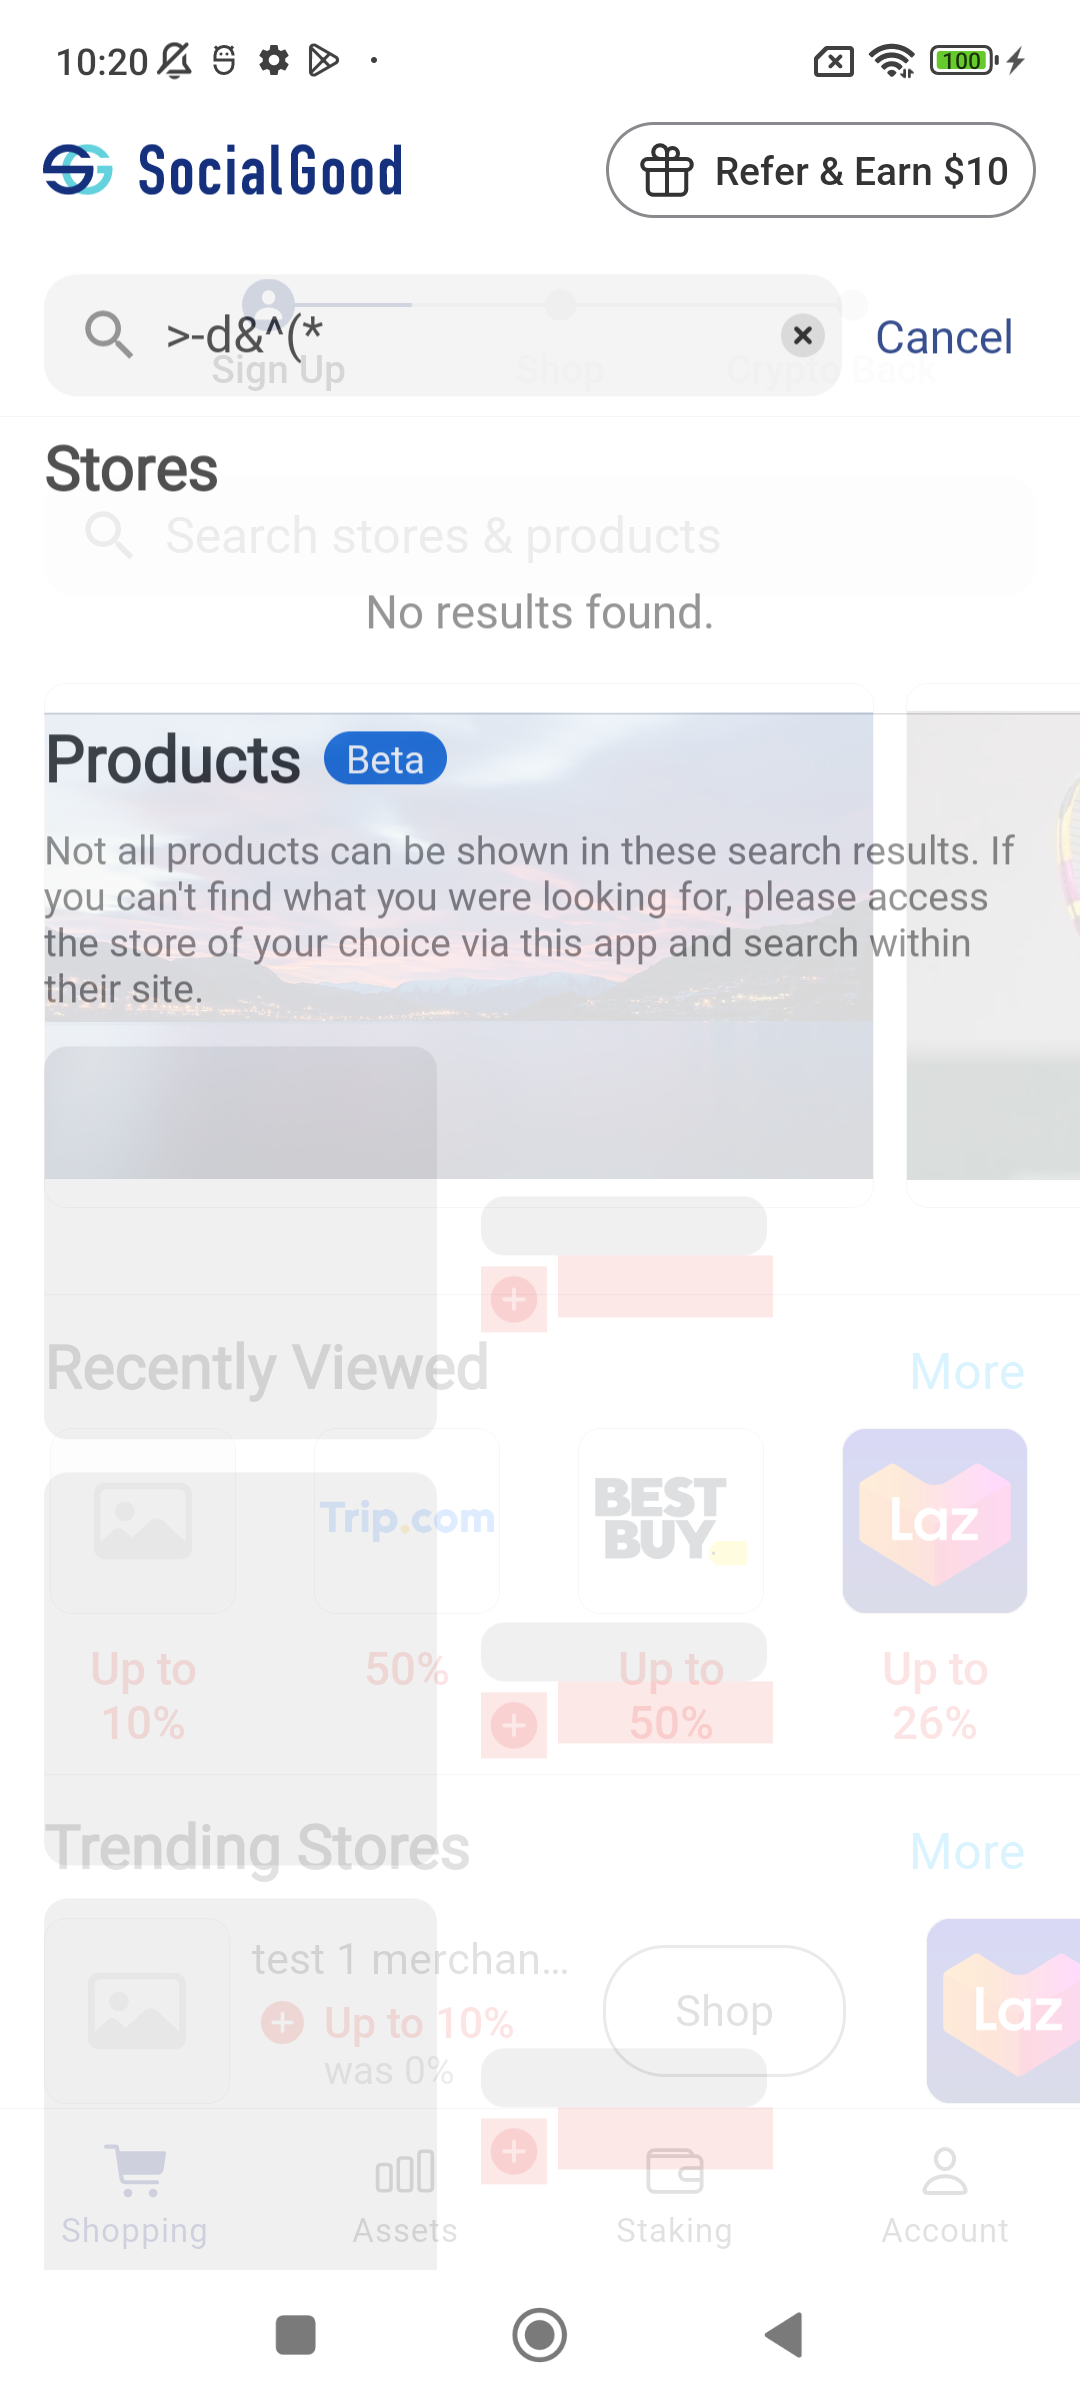 10:20
100
SocialGood
Refer & Earn $10
>-d&^(*
Cancel
Sign Up
Shop
Crypto Back
Stores
Search stores & products
No results found.
Products
Beta
Not all products can be shown in these search results. If
you can't find what you were looking for, please access
the store of your choice via this app and search within
their site.
Recently Viewed
More
Trip.com
BEST
BUY
Laz
Up to
10%
50%
Up to
50%
Up to
26%
Trending Stores
More
test 1 merchan...
Up to 10%
was 0%
Shop
Laz
Shopping
Assets
Staking
Account